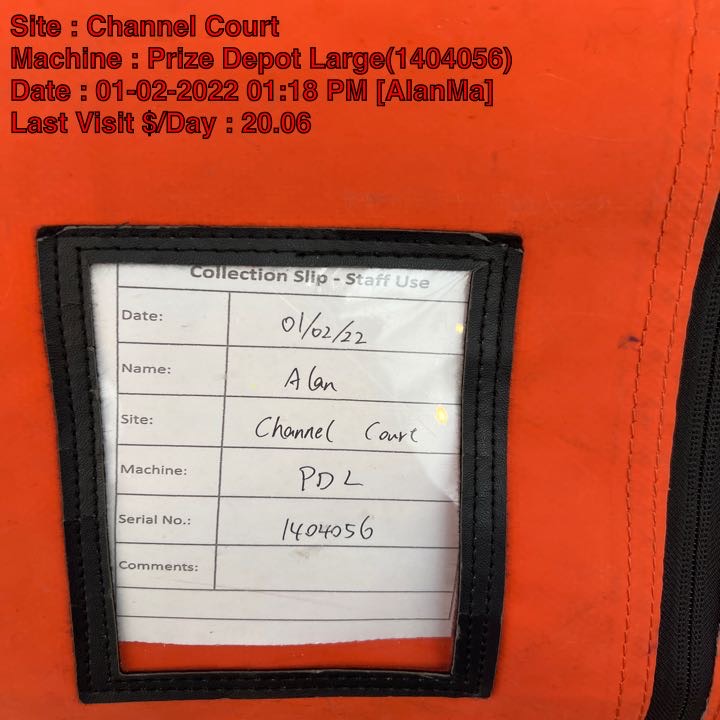 Site : Channel Court
Machine : Prize Depot Large(1404056)
Date : 01-02-2022 01:18 PM [AlanMa]
Last Visit $/Day : 20.06
Collection Slip - Staff Use
Date: 01/02/22
Name: Alan
Site: Channel Court
Machine: PDL
Serial No.: 1404056
Comments: